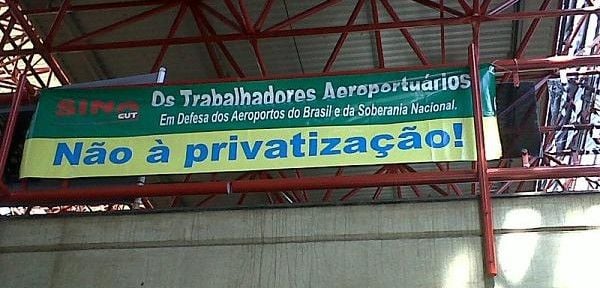 SINA Os Trabalhadores Aeroportuários
CUT
Em Defesa dos Aeroportos do Brasil e da Soberania Nacional.
Não à privatização!